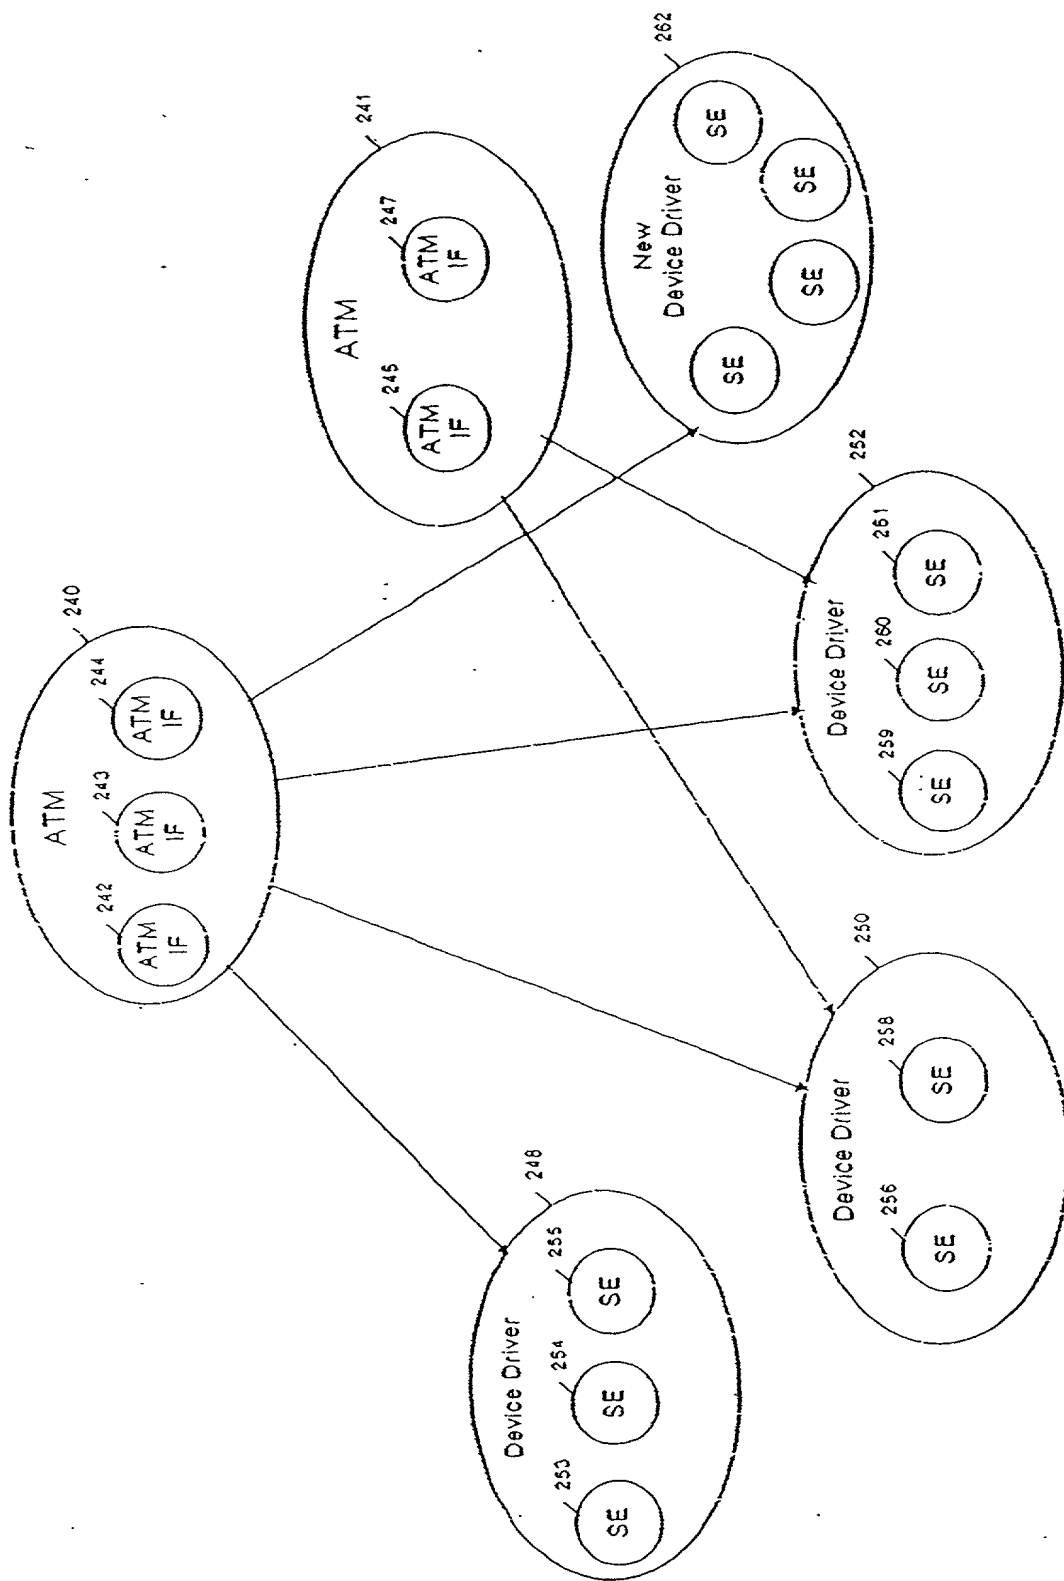 240
ATM
242
ATM
IF
243
ATM
IF
244
ATM
IF
241
ATM
245
ATM
IF
247
ATM
IF
248
Device Driver
253
SE
254
SE
255
SE
250
Device Driver
256
SE
258
SE
252
Device Driver
259
SE
260
SE
261
SE
262
New
Device Driver
SE
SE
SE
SE